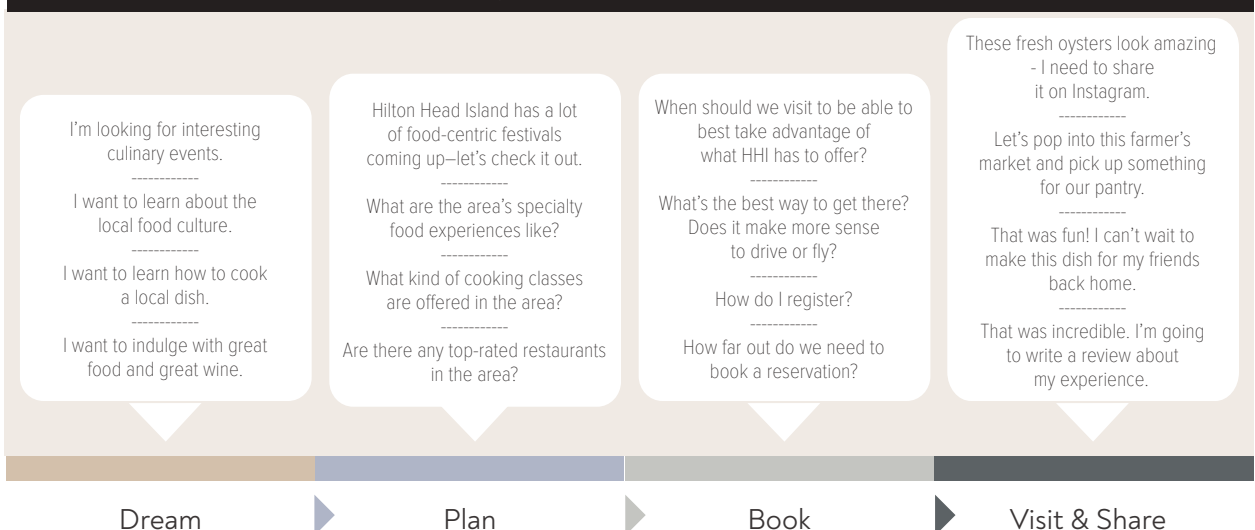 I'm looking for interesting
culinary events.
------------
I want to learn about the
local food culture.
------------
I want to learn how to cook
a local dish.
------------
I want to indulge with great
food and great wine.
Hilton Head Island has a lot
of food-centric festivals
coming up–let's check it out.
------------
What are the area's specialty
food experiences like?
------------
What kind of cooking classes
are offered in the area?
------------
Are there any top-rated restaurants
in the area?
When should we visit to be able to
best take advantage of
what HHI has to offer?
------------
What's the best way to get there?
Does it make more sense
to drive or fly?
------------
How do I register?
------------
How far out do we need to
book a reservation?
These fresh oysters look amazing
- I need to share
it on Instagram.
------------
Let's pop into this farmer's
market and pick up something
for our pantry.
------------
That was fun! I can't wait to
make this dish for my friends
back home.
------------
That was incredible. I'm going
to write a review about
my experience.
Dream
Plan
Book
Visit & Share